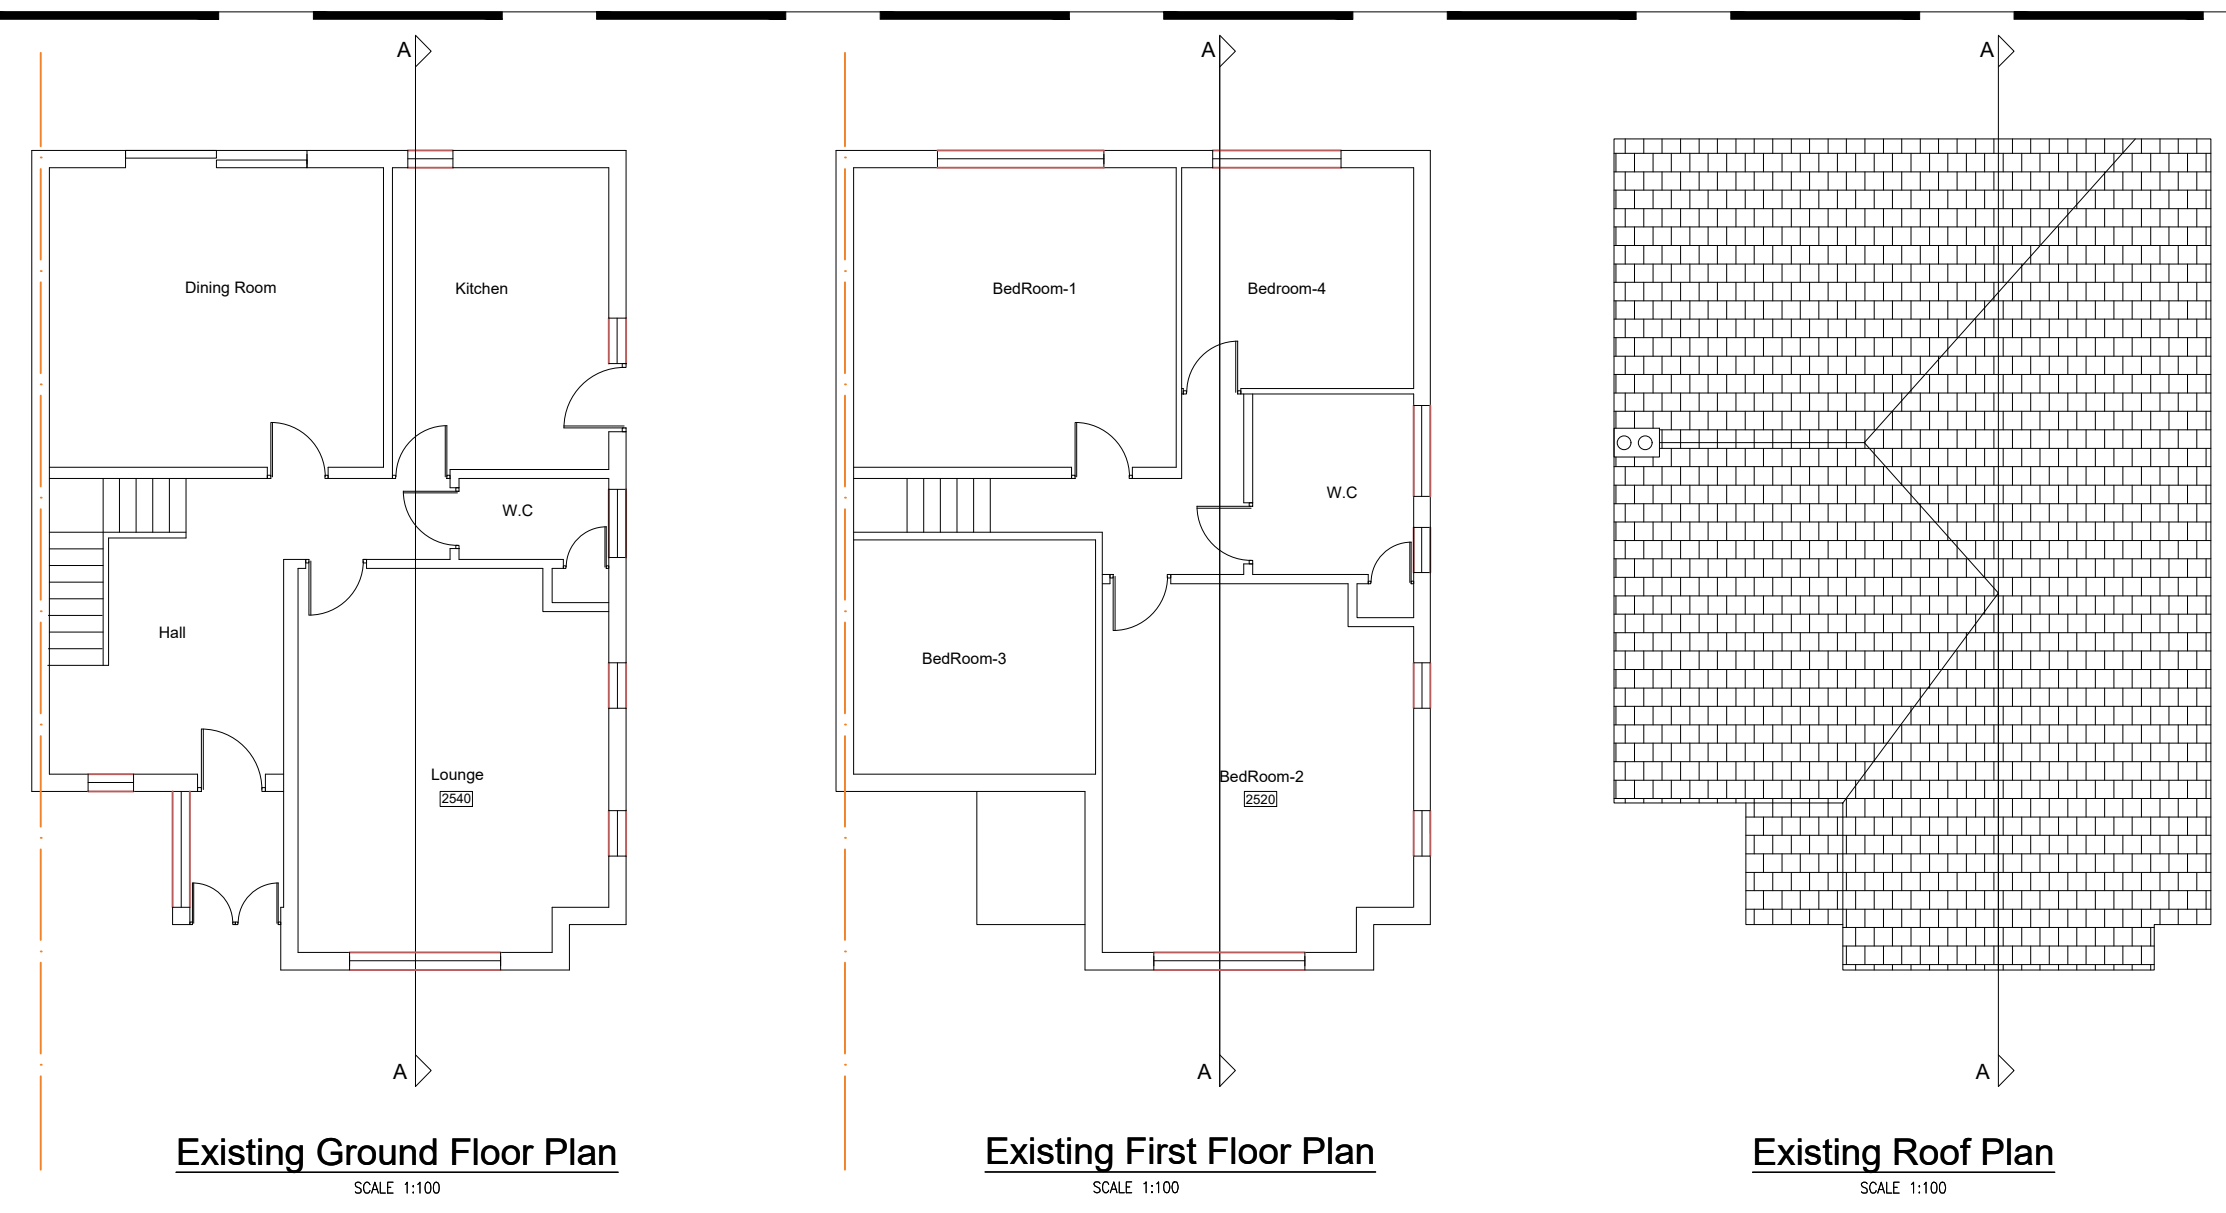 A
A
A
Dining Room
Kitchen
BedRoom-1
Bedroom-4
W.C
W.C
Hall
BedRoom-3
Lounge
2540
BedRoom-2
2520
A
A
A
Existing Ground Floor Plan
SCALE 1:100
Existing First Floor Plan
SCALE 1:100
Existing Roof Plan
SCALE 1:100